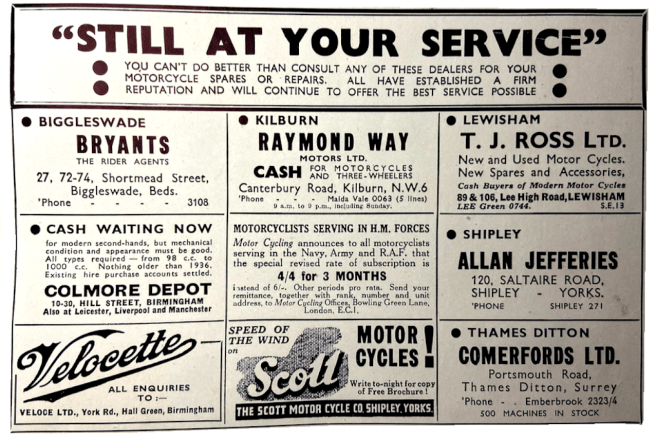 "STILL AT YOUR SERVICE"
YOU CAN'T DO BETTER THAN CONSULT ANY OF THESE DEALERS FOR YOUR
MOTORCYCLE SPARES OR REPAIRS. ALL HAVE ESTABLISHED A FIRM
REPUTATION AND WILL CONTINUE TO OFFER THE BEST SERVICE POSSIBLE
● BIGGLESWADE
BRYANTS
THE RIDER AGENTS
27, 72-74, Shortmead Street,
Biggleswade, Beds.
'Phone - - - - 3108
● KILBURN
RAYMOND WAY
MOTORS LTD.
CASH FOR MOTORCYCLES
AND THREE-WHEELERS
Canterbury Road, Kilburn, N.W.6
'Phone - - - Maida Vale 0063 (5 lines)
9 a.m. to 9 p.m., including Sunday.
● LEWISHAM
T. J. ROSS LTD.
New and Used Motor Cycles.
New Spares and Accessories,
Cash Buyers of Modern Motor Cycles
89 & 106, Lee High Road, LEWISHAM
LEE Green 0744. S.E.13
● CASH WAITING NOW
for modern second-hands, but mechanical
condition and appearance must be good.
All types required — from 98 c.c. to
1000 c.c. Nothing older than 1936.
Existing hire purchase accounts settled.
COLMORE DEPOT
10-30, HILL STREET, BIRMINGHAM
Also at Leicester, Liverpool and Manchester
MOTORCYCLISTS SERVING IN H.M. FORCES
Motor Cycling announces to all motorcyclists
serving in the Navy, Army and R.A.F. that
the special revised rate of subscription is
4/4 for 3 MONTHS
instead of 6/-. Other periods pro rata. Send your
remittance, together with rank, number and unit
address, to Motor Cycling Offices, Bowling Green Lane,
London, E.C.1.
● SHIPLEY
ALLAN JEFFERIES
120, SALTAIRE ROAD,
SHIPLEY - YORKS.
'PHONE SHIPLEY 271
Velocette
ALL ENQUIRIES
TO :—
VELOCE LTD., York Rd., Hall Green, Birmingham
SPEED OF
THE WIND
on
Scott
MOTOR
CYCLES!
Write to-night for copy
of Free Brochure!
THE SCOTT MOTOR CYCLE CO. SHIPLEY, YORKS.
● THAMES DITTON
COMERFORDS LTD.
Portsmouth Road,
Thames Ditton, Surrey
'Phone - . Emberbrook 2323/4
500 MACHINES IN STOCK